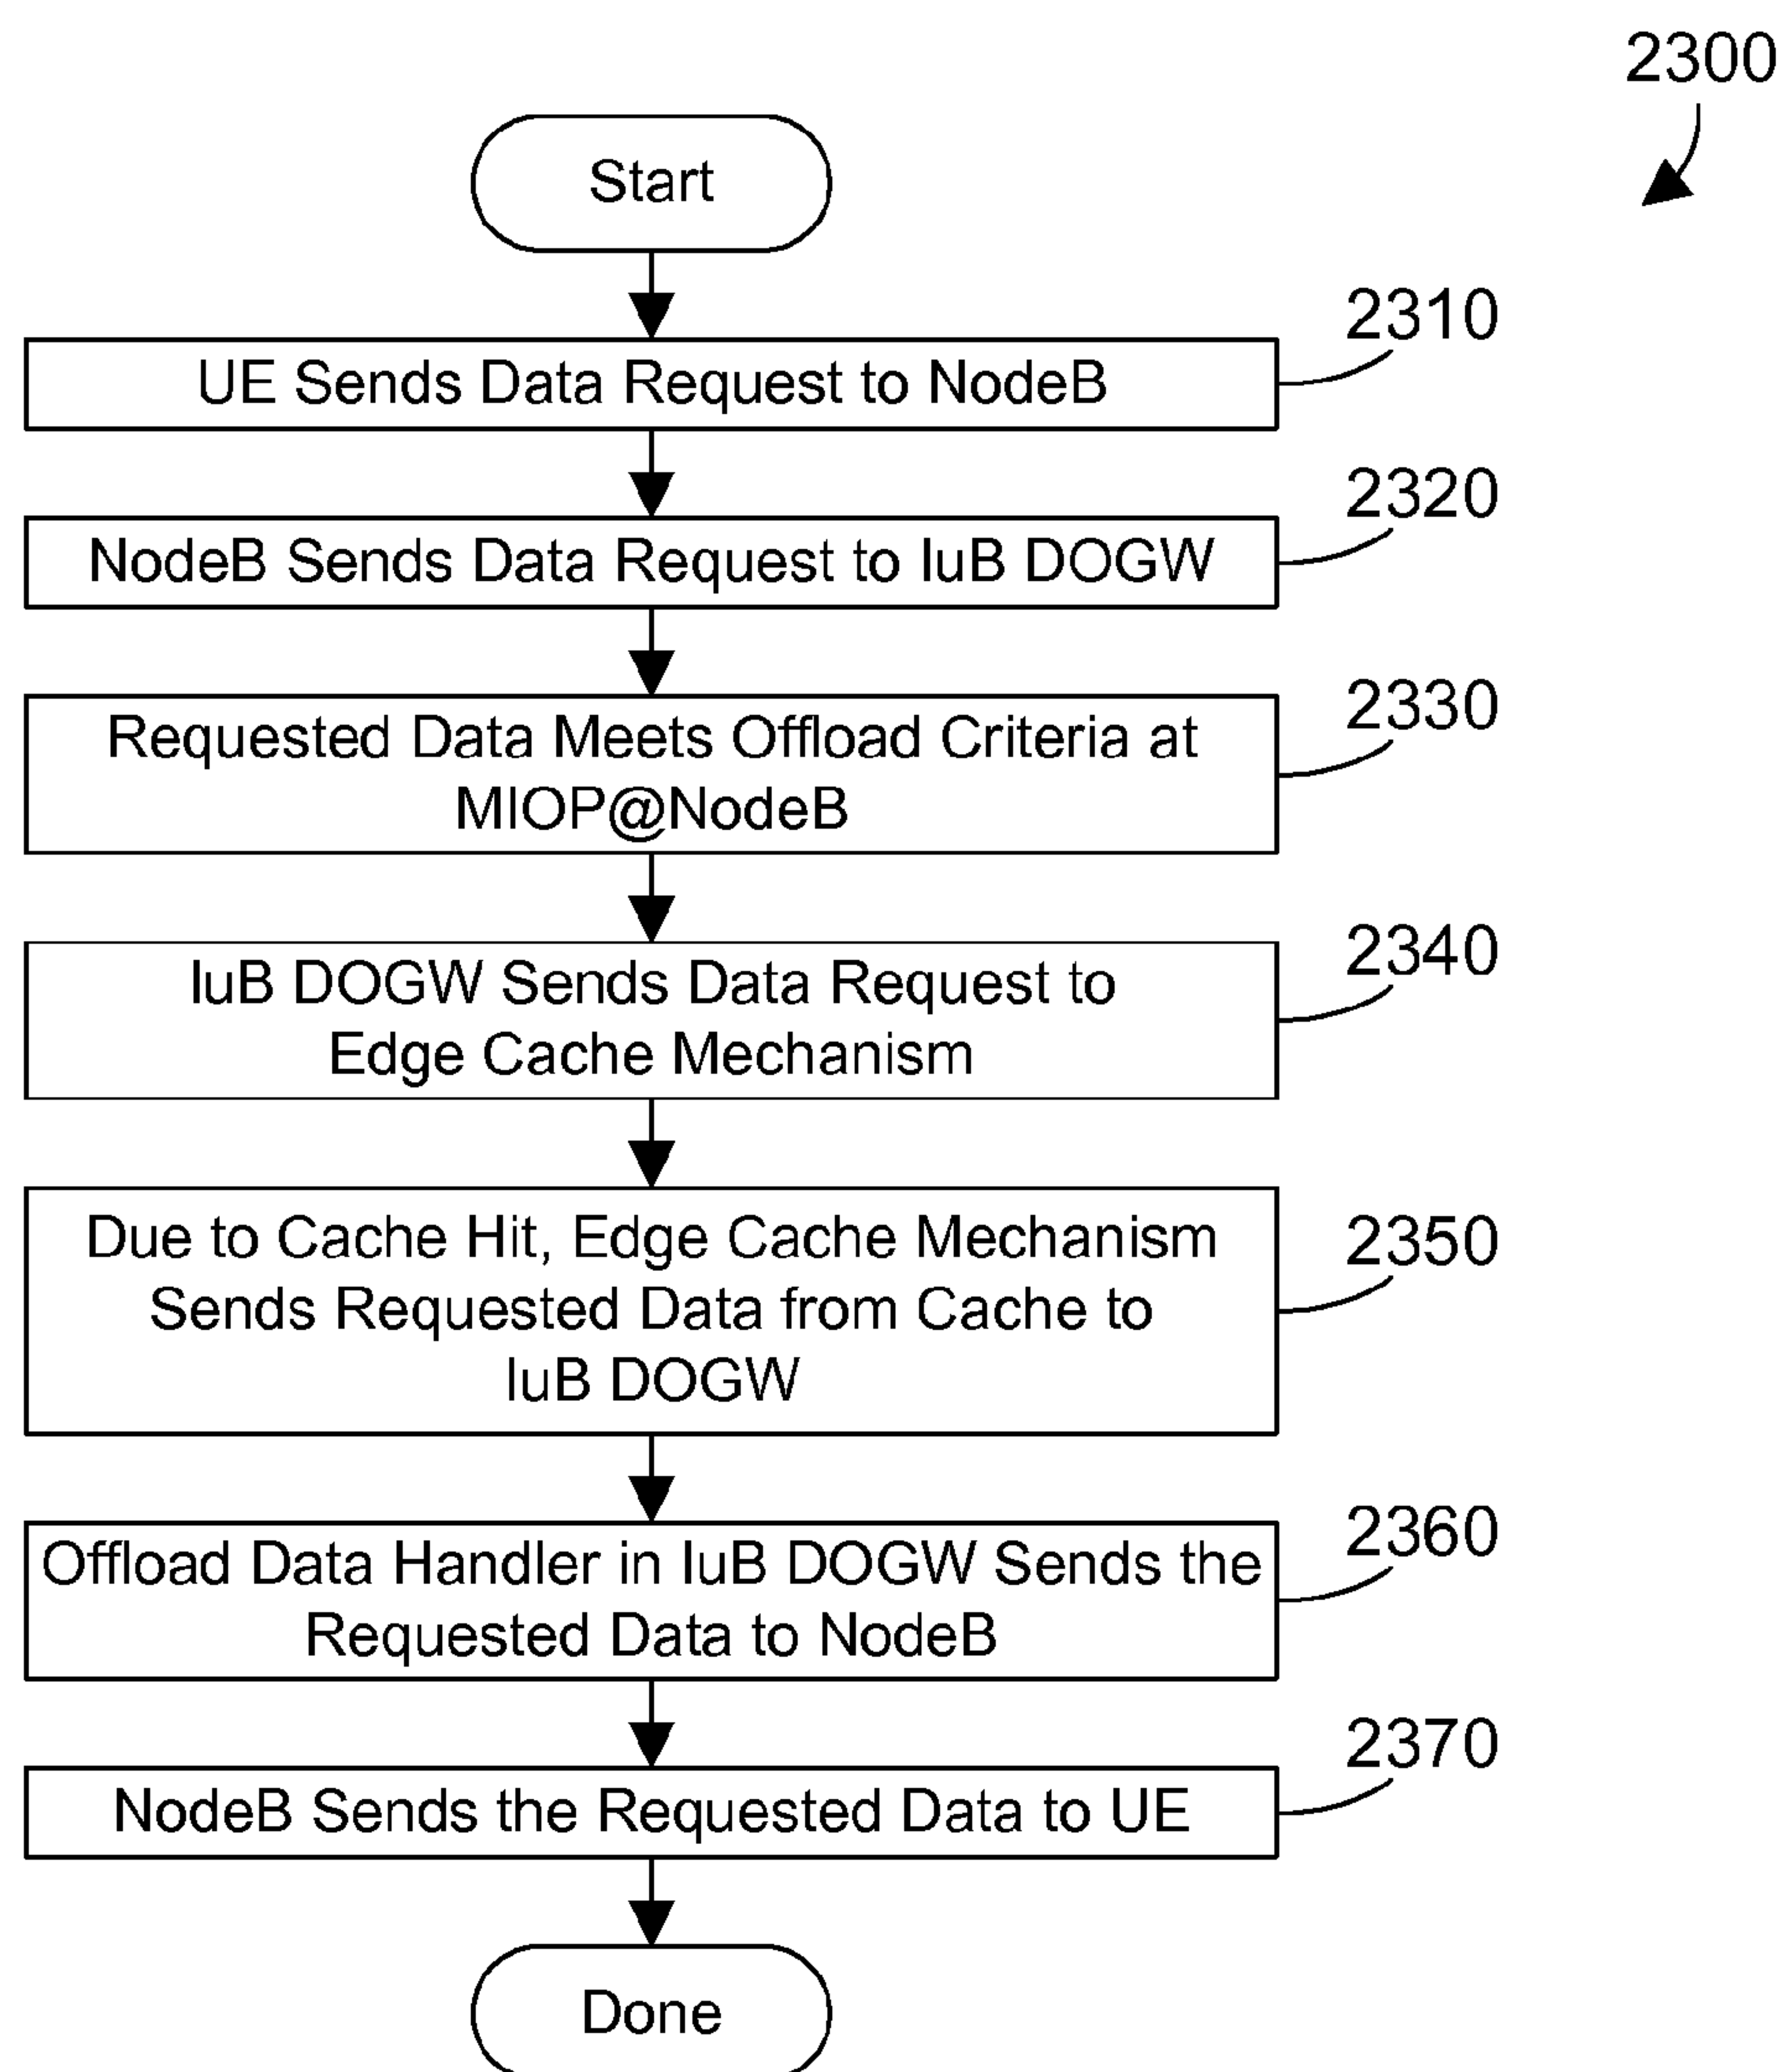 2300
Start
2310
UE Sends Data Request to NodeB
2320
NodeB Sends Data Request to IuB DOGW
2330
Requested Data Meets Offload Criteria at
MIOP@NodeB
2340
IuB DOGW Sends Data Request to
Edge Cache Mechanism
2350
Due to Cache Hit, Edge Cache Mechanism
Sends Requested Data from Cache to
IuB DOGW
2360
Offload Data Handler in IuB DOGW Sends the
Requested Data to NodeB
2370
NodeB Sends the Requested Data to UE
Done